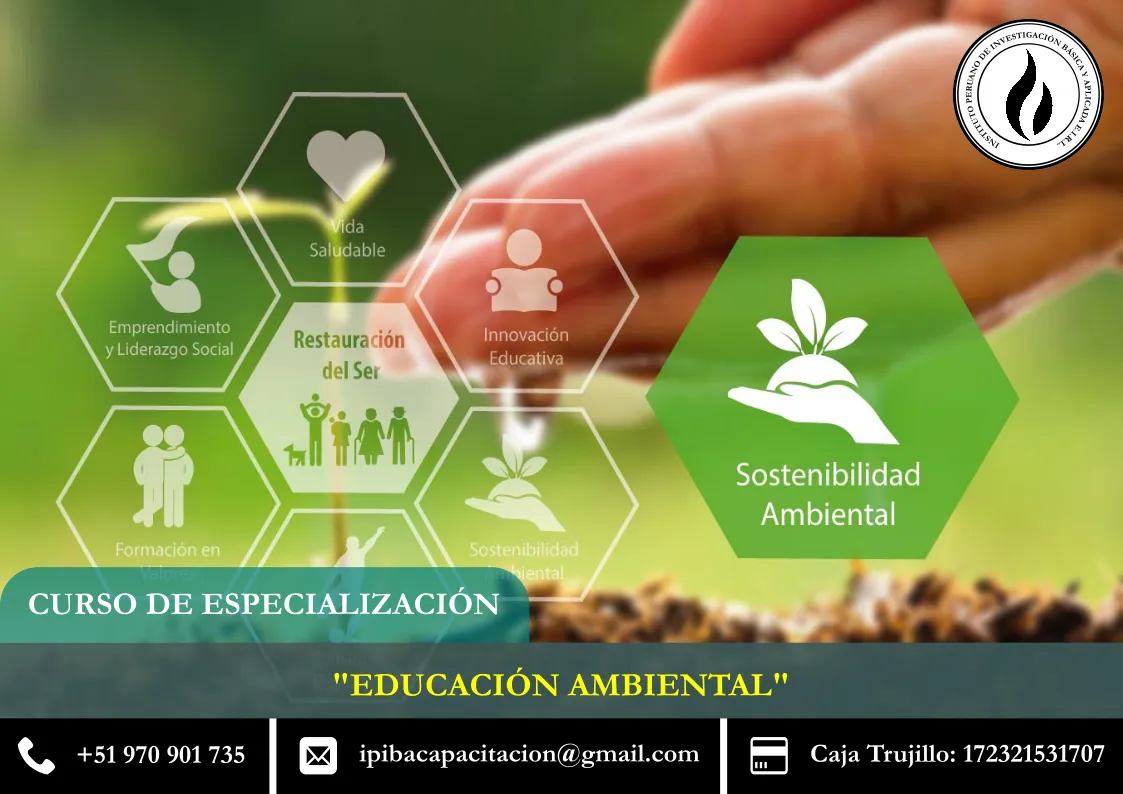 INSTITUTO PERUANO DE INVESTIGACIÓN BÁSICA Y APLICADA E.I.R.L.
Vida
Saludable
Emprendimiento
y Liderazgo Social
Innovación
Educativa
Restauración
del Ser
Formación en
Valores
Sostenibilidad
Ambiental
Sostenibilidad
Ambiental
CURSO DE ESPECIALIZACIÓN
"EDUCACIÓN AMBIENTAL"
+51 970 901 735
ipibacapacitacion@gmail.com
Caja Trujillo: 172321531707